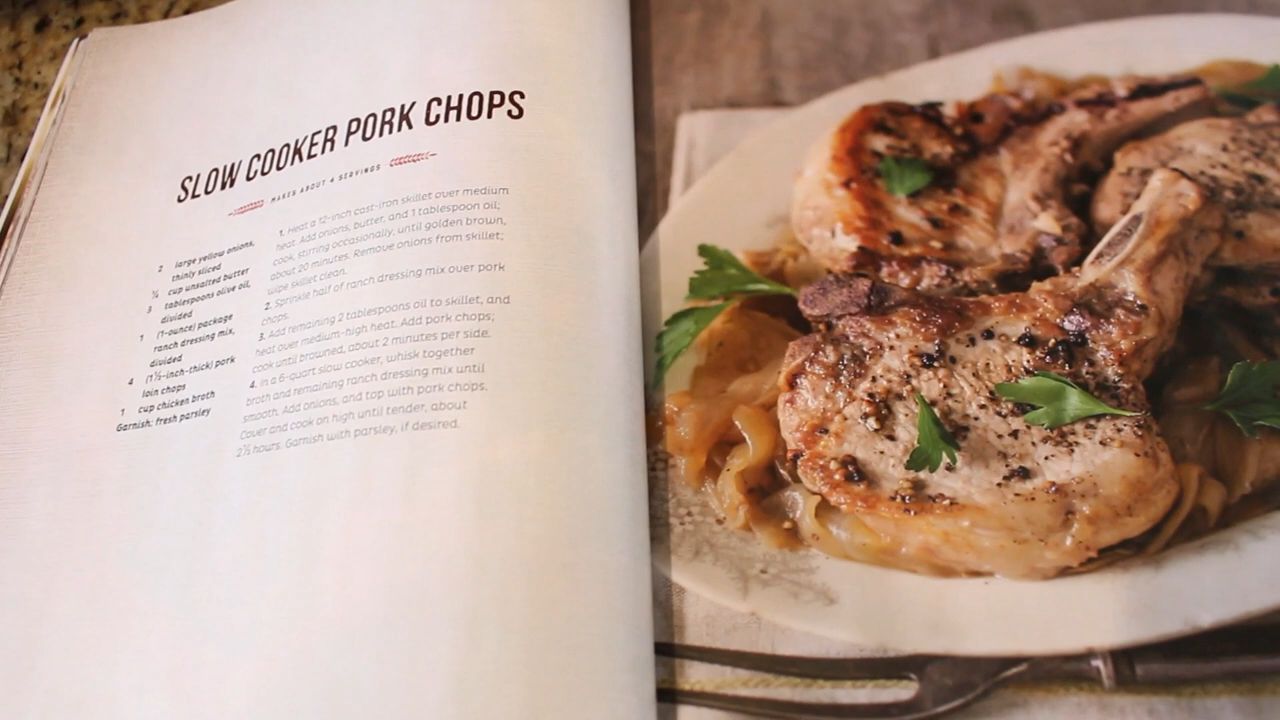 SLOW COOKER PORK CHOPS
MAKES ABOUT 4 SERVINGS
2 large yellow onions,
thinly sliced
¼ cup unsalted butter
3 tablespoons olive oil,
divided
1 (1-ounce) package
ranch dressing mix,
divided
4 (1½-inch-thick) pork
loin chops
1 cup chicken broth
Garnish: fresh parsley
1. Heat a 12-inch cast-iron skillet over medium
heat. Add onions, butter, and 1 tablespoon oil;
cook, stirring occasionally, until golden brown,
about 20 minutes. Remove onions from skillet;
wipe skillet clean.
2. Sprinkle half of ranch dressing mix over pork
chops.
3. Add remaining 2 tablespoons oil to skillet, and
heat over medium-high heat. Add pork chops;
cook until browned, about 2 minutes per side.
4. In a 6-quart slow cooker, whisk together
broth and remaining ranch dressing mix until
smooth. Add onions, and top with pork chops.
Cover and cook on high until tender, about
2½ hours. Garnish with parsley, if desired.